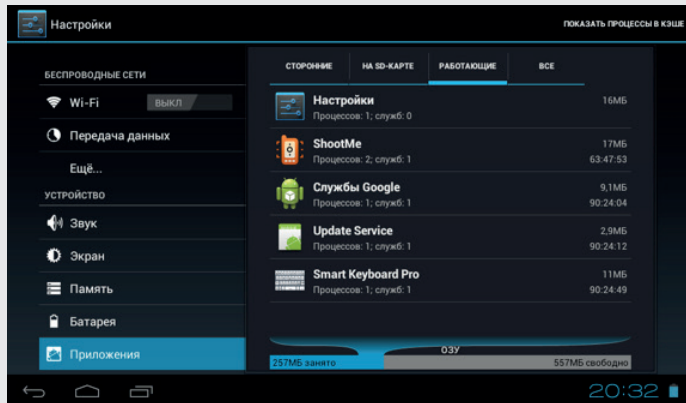 Настройки
ПОКАЗАТЬ ПРОЦЕССЫ В КЭШЕ
БЕСПРОВОДНЫЕ СЕТИ
Wi-Fi ВЫКЛ
Передача данных
Ещё...
УСТРОЙСТВО
Звук
Экран
Память
Батарея
Приложения
СТОРОННИЕ НА SD-КАРТЕ РАБОТАЮЩИЕ ВСЕ
Настройки 16МБ
Процессов: 1; служб: 0
ShootMe 17МБ
Процессов: 2; служб: 1 63:47:53
Службы Google 9,1МБ
Процессов: 1; служб: 1 90:24:04
Update Service 2,9МБ
Процессов: 1; служб: 1 90:24:12
Smart Keyboard Pro 11МБ
Процессов: 1; служб: 1 90:24:49
ОЗУ
257МБ занято 557МБ свободно
20:32